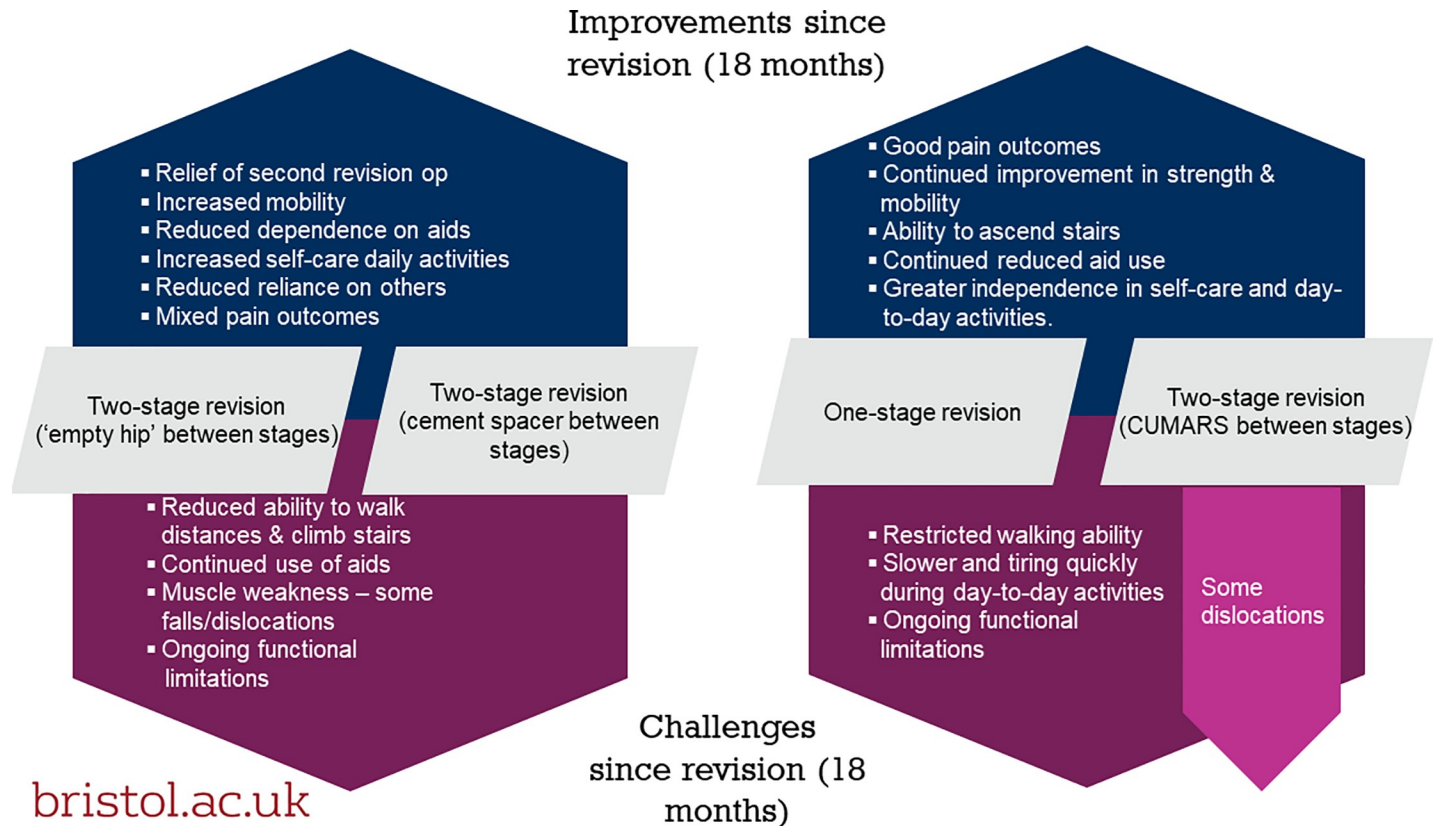 Improvements since
revision (18 months)
▪ Relief of second revision op
▪ Increased mobility
▪ Reduced dependence on aids
▪ Increased self-care daily activities
▪ Reduced reliance on others
▪ Mixed pain outcomes
Two-stage revision
(‘empty hip’ between stages)
Two-stage revision
(cement spacer between
stages)
▪ Reduced ability to walk
distances & climb stairs
▪ Continued use of aids
▪ Muscle weakness – some
falls/dislocations
▪ Ongoing functional
limitations
▪ Good pain outcomes
▪ Continued improvement in strength &
mobility
▪ Ability to ascend stairs
▪ Continued reduced aid use
▪ Greater independence in self-care and day-
to-day activities.
One-stage revision
Two-stage revision
(CUMARS between stages)
▪ Restricted walking ability
▪ Slower and tiring quickly
during day-to-day activities
▪ Ongoing functional
limitations
Some
dislocations
Challenges
since revision (18
months)
bristol.ac.uk